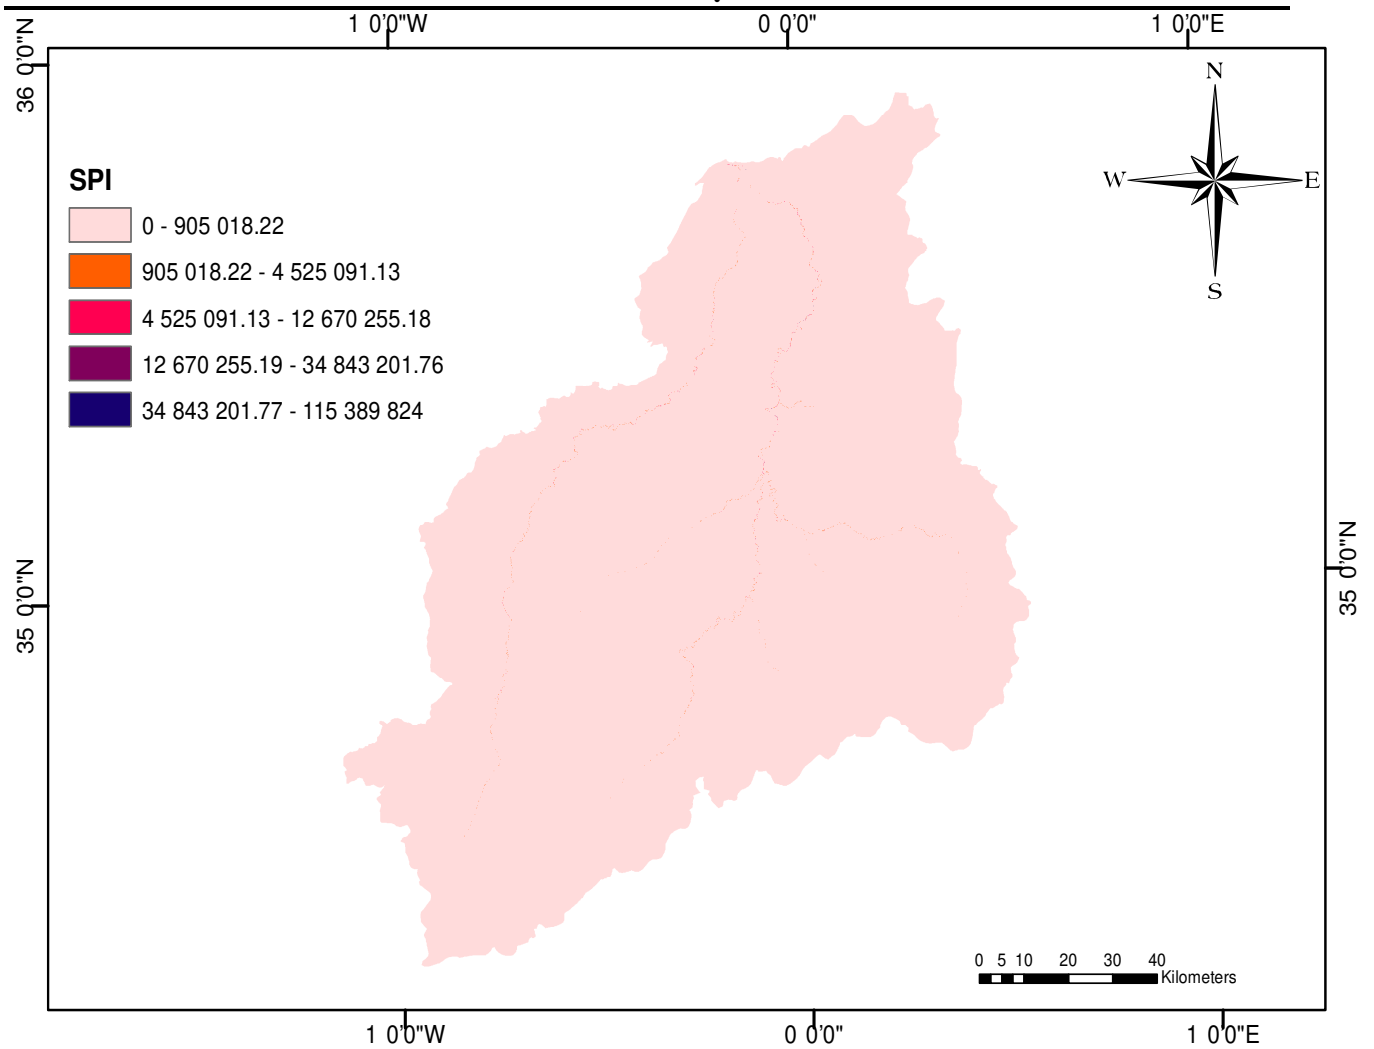 1 0'0"W 0 0'0" 1 0'0"E
36 0'0"N
N
W E
S
SPI
0 - 905 018.22
905 018.22 - 4 525 091.13
4 525 091.13 - 12 670 255.18
12 670 255.19 - 34 843 201.76
34 843 201.77 - 115 389 824
35 0'0"N
35 0'0"N
0 5 10 20 30 40
Kilometers
1 0'0"W 0 0'0" 1 0'0"E